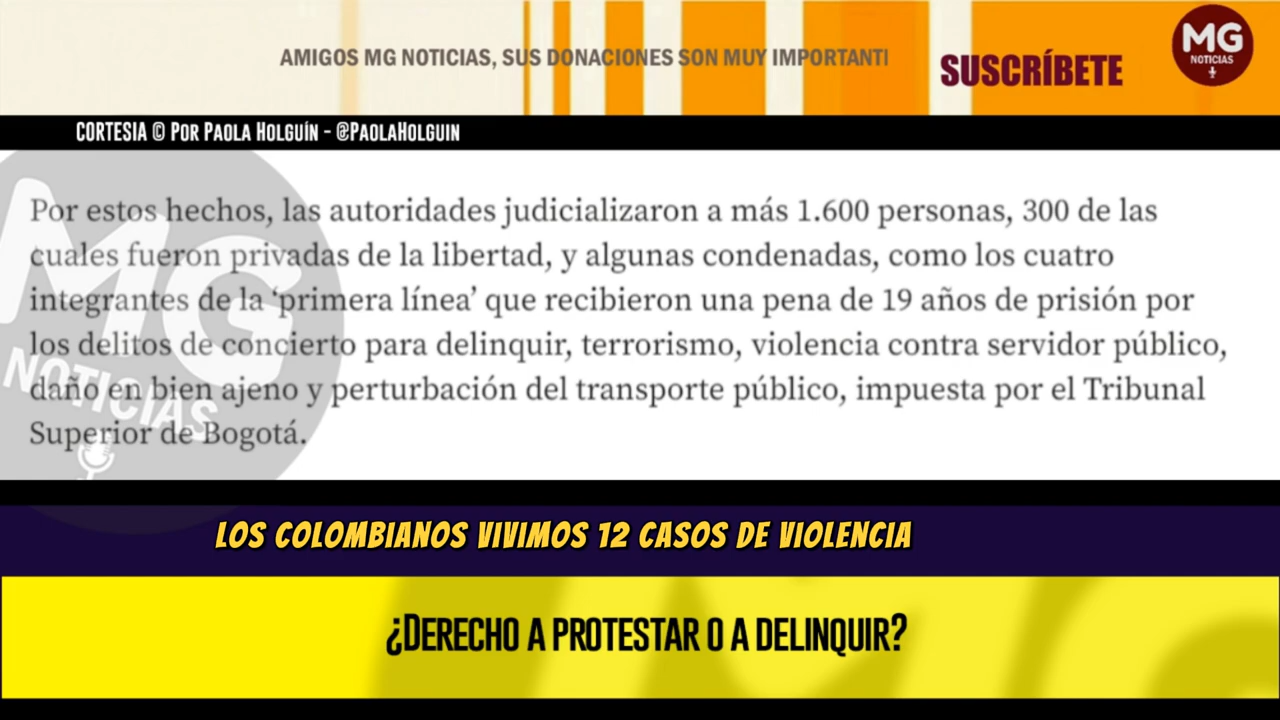 AMIGOS MG NOTICIAS, SUS DONACIONES SON MUY IMPORTANTI
SUSCRÍBETE
MG
NOTICIAS
CORTESIA © POR PAOLA HOLGUÍN - @PAOLAHOLGUIN
Por estos hechos, las autoridades judicializaron a más 1.600 personas, 300 de las
cuales fueron privadas de la libertad, y algunas condenadas, como los cuatro
integrantes de la ‘primera línea’ que recibieron una pena de 19 años de prisión por
los delitos de concierto para delinquir, terrorismo, violencia contra servidor público,
daño en bien ajeno y perturbación del transporte público, impuesta por el Tribunal
Superior de Bogotá.
MG
NOTICIAS
LOS COLOMBIANOS VIVIMOS 12 CASOS DE VIOLENCIA
¿DERECHO A PROTESTAR O A DELINQUIR?